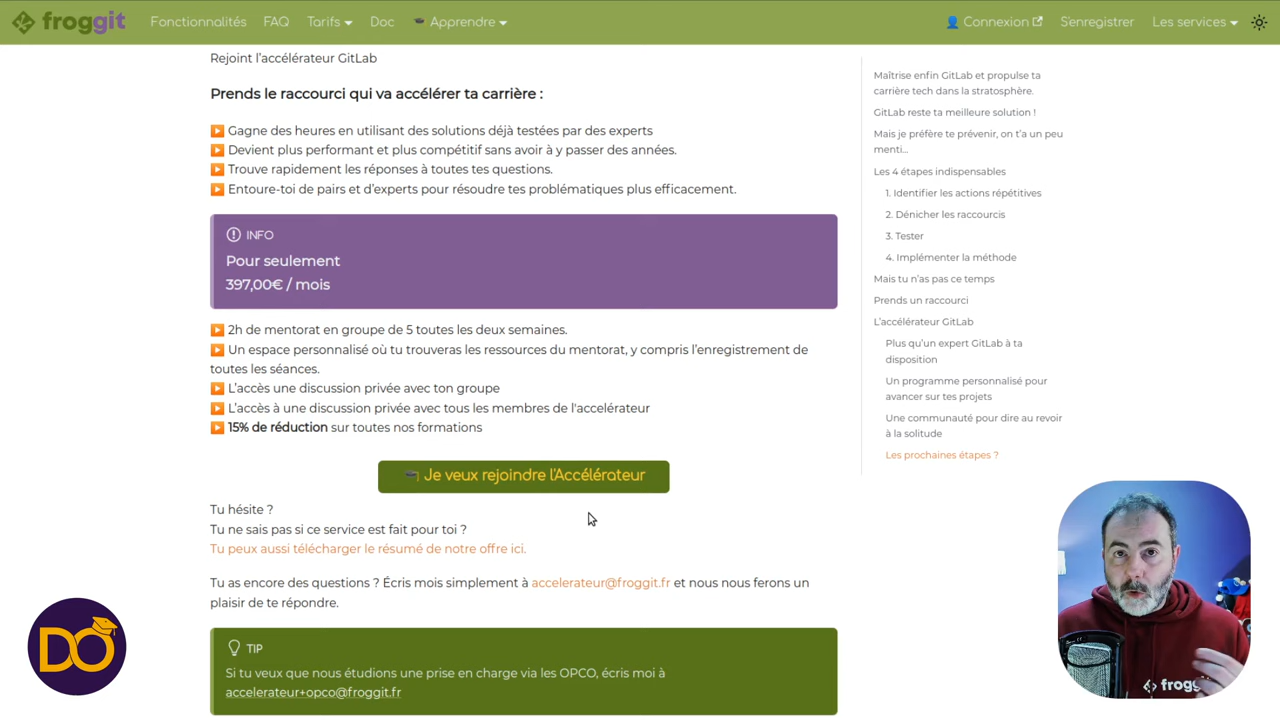 froggit
Fonctionnalités
FAQ
Tarifs
Doc
Apprendre
Connexion
S'enregistrer
Les services
Rejoint l'accélérateur GitLab
Prends le raccourci qui va accélérer ta carrière :
Gagne des heures en utilisant des solutions déjà testées par des experts
Devient plus performant et plus compétitif sans avoir à y passer des années.
Trouve rapidement les réponses à toutes tes questions.
Entoure-toi de pairs et d'experts pour résoudre tes problématiques plus efficacement.
INFO
Pour seulement
397,00€ / mois
2h de mentorat en groupe de 5 toutes les deux semaines.
Un espace personnalisé où tu trouveras les ressources du mentorat, y compris l'enregistrement de
toutes les séances.
L'accès une discussion privée avec ton groupe
L'accès à une discussion privée avec tous les membres de l'accelérateur
15% de réduction sur toutes nos formations
Je veux rejoindre l'Accélérateur
Tu hésite ?
Tu ne sais pas si ce service est fait pour toi ?
Tu peux aussi télécharger le résumé de notre offre ici.
Tu as encore des questions ? Écris mois simplement à accelerateur@froggit.fr et nous nous ferons un
plaisir de te répondre.
TIP
Si tu veux que nous étudions une prise en charge via les OPCO, écris moi à
accelerateur+opco@froggit.fr
Maîtrise enfin GitLab et propulse ta
carrière tech dans la stratosphère.
GitLab reste ta meilleure solution !
Mais je préfère te prévenir, on t'a un peu
menti...
Les 4 étapes indispensables
1. Identifier les actions répétitives
2. Dénicher les raccourcis
3. Tester
4. Implémenter la méthode
Mais tu n'as pas ce temps
Prends un raccourci
L'accélérateur GitLab
Plus qu'un expert GitLab à ta
disposition
Un programme personnalisé pour
avancer sur tes projets
Une communauté pour dire au revoir
à la solitude
Les prochaines étapes ?
DO